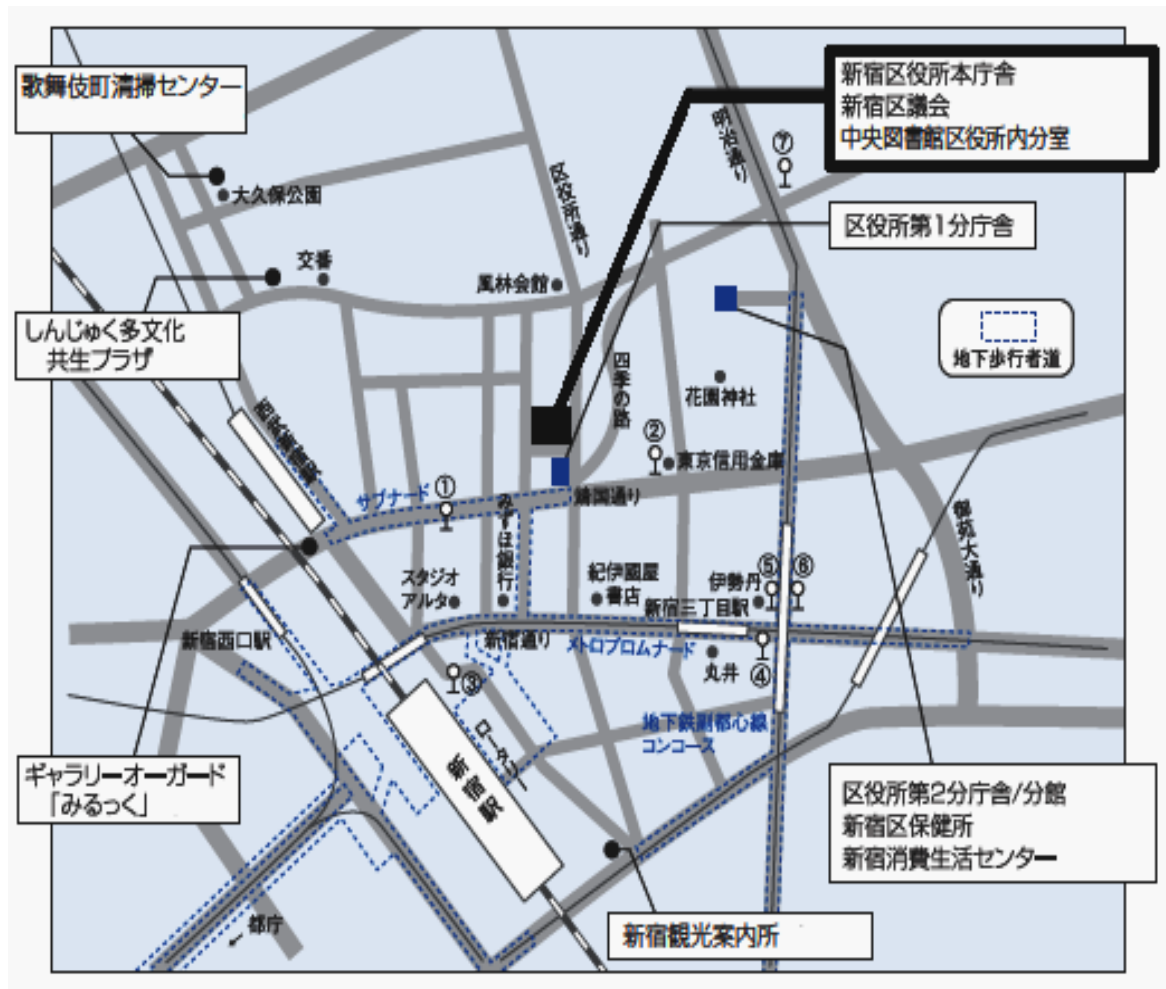 歌舞伎町清掃センター
新宿区役所本庁舎
新宿区議会
中央図書館区役所内分室
明治通り
⑦
大久保公園
区役所通り
区役所第1分庁舎
交番
風林会館
しんじゅく多文化
共生プラザ
地下歩行者道
四季の路
花園神社
西武新宿駅
②
東京信用金庫
サブナード
①
靖国通り
みずほ銀行
御苑大通り
スタジオ
アルタ
紀伊國屋
書店
伊勢丹
⑤
⑥
新宿三丁目駅
新宿西口駅
新宿通り
メトロプロムナード
丸井
④
③
地下鉄副都心線
コンコース
ロータリー
新宿駅
ギャラリーオーガード
「みるっく」
区役所第2分庁舎/分館
新宿区保健所
新宿消費生活センター
都庁
←
新宿観光案内所